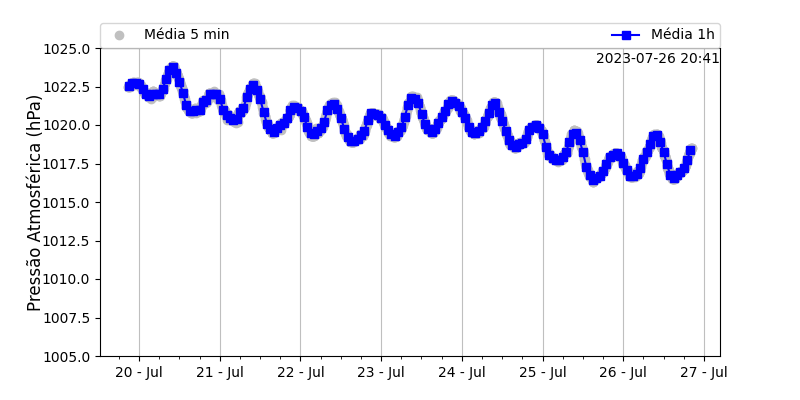 Média 5 min
Média 1h
2023-07-26 20:41
Pressão Atmosférica (hPa)
1025.0
1022.5
1020.0
1017.5
1015.0
1012.5
1010.0
1007.5
1005.0
20 - Jul
21 - Jul
22 - Jul
23 - Jul
24 - Jul
25 - Jul
26 - Jul
27 - Jul